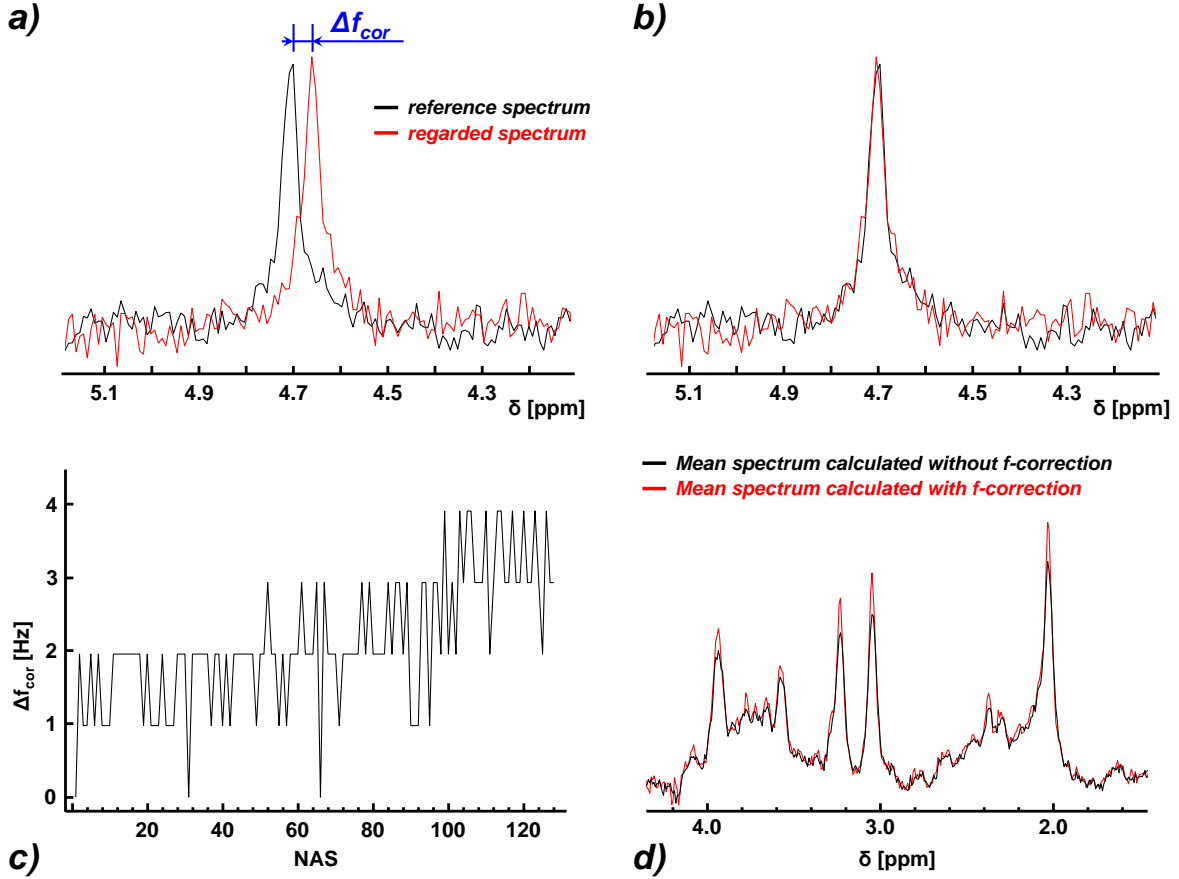 a)
Δfcor
reference spectrum
regarded spectrum
5.1 4.9 4.7 4.5 4.3
δ [ppm]
b)
5.1 4.9 4.7 4.5 4.3
δ [ppm]
4
3
2
1
0
Δfcor [Hz]
20 40 60 80 100 120
NAS
c)
Mean spectrum calculated without f-correction
Mean spectrum calculated with f-correction
4.0 3.0 2.0
δ [ppm]
d)